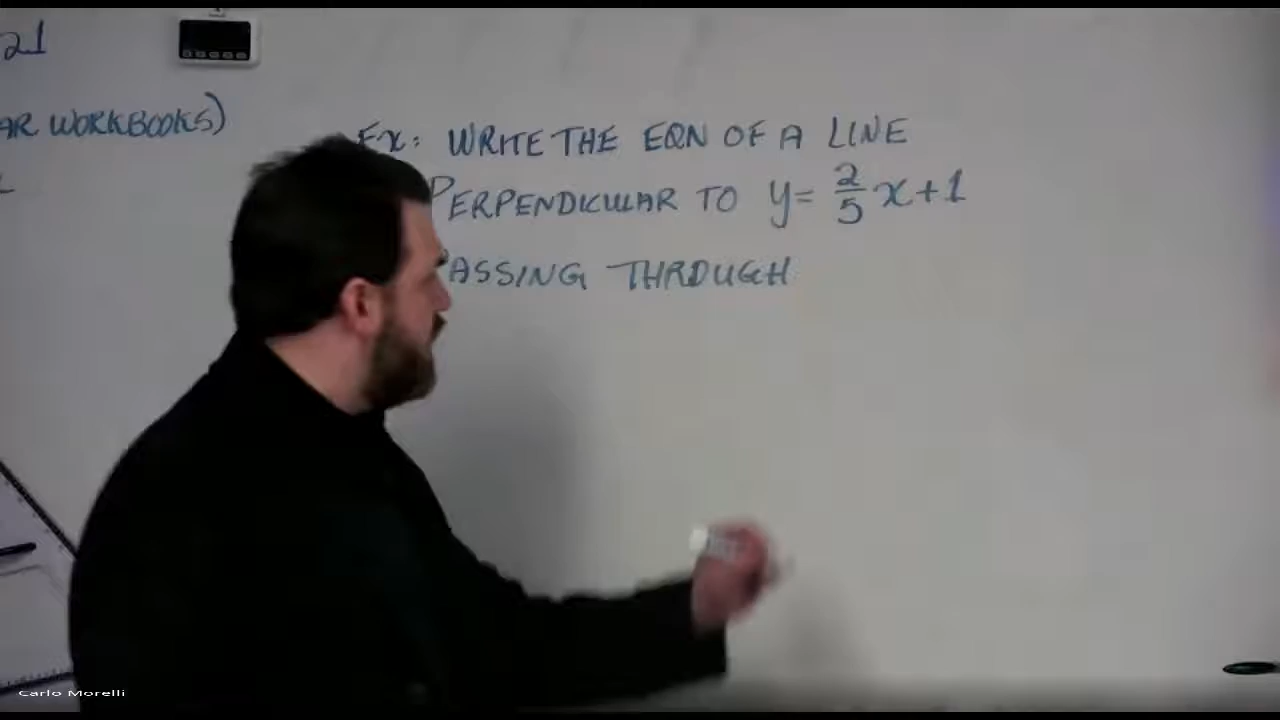 21
AR WORKBOOKS)
Ex: WRITE THE EQN OF A LINE
PERPENDICULAR TO y = 2/5 x + 1
PASSING THROUGH
Carlo Morelli